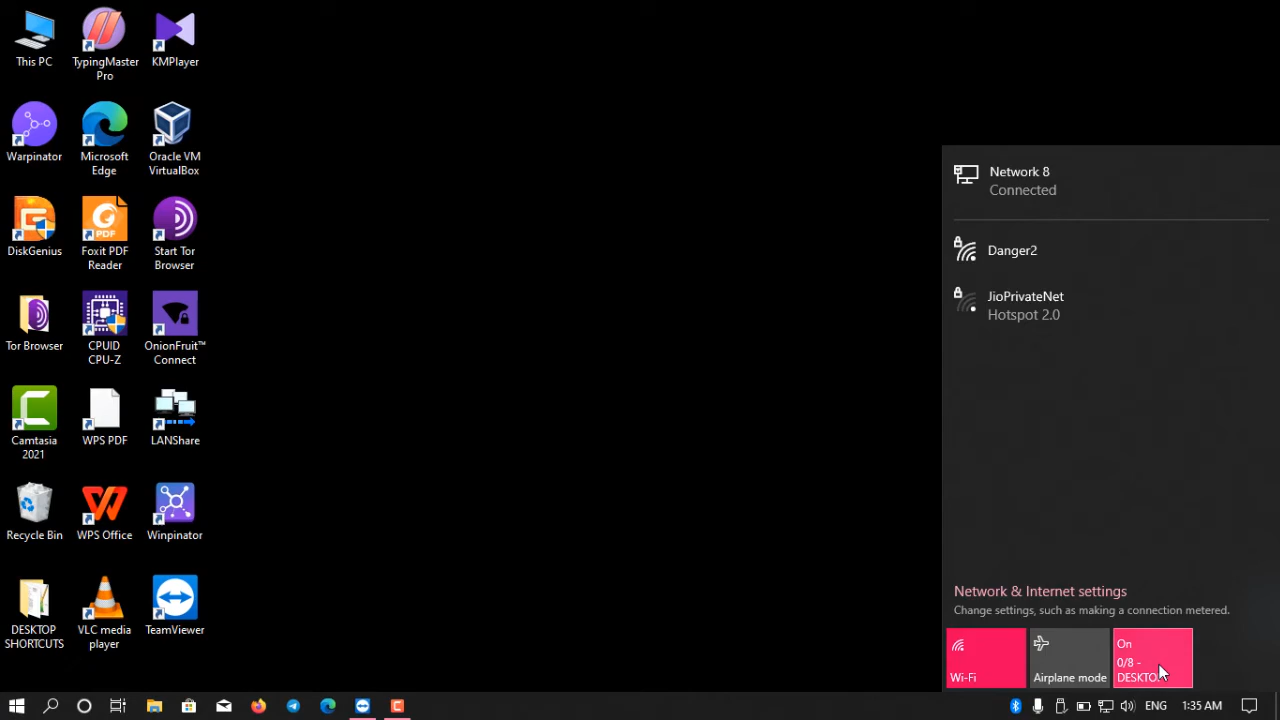 This PC
TypingMaster
Pro
KMPlayer
Warpinator
Microsoft
Edge
Oracle VM
VirtualBox
DiskGenius
PDF
Foxit PDF
Reader
Start Tor
Browser
Tor Browser
CPUID
CPU-Z
OnionFruit™
Connect
Camtasia
2021
WPS PDF
LANShare
Recycle Bin
WPS Office
Winpinator
DESKTOP
SHORTCUTS
VLC media
player
TeamViewer
Network 8
Connected
Danger2
JioPrivateNet
Hotspot 2.0
Network & Internet settings
Change settings, such as making a connection metered.
Wi-Fi
Airplane mode
On
0/8 -
ENG
1:35 AM